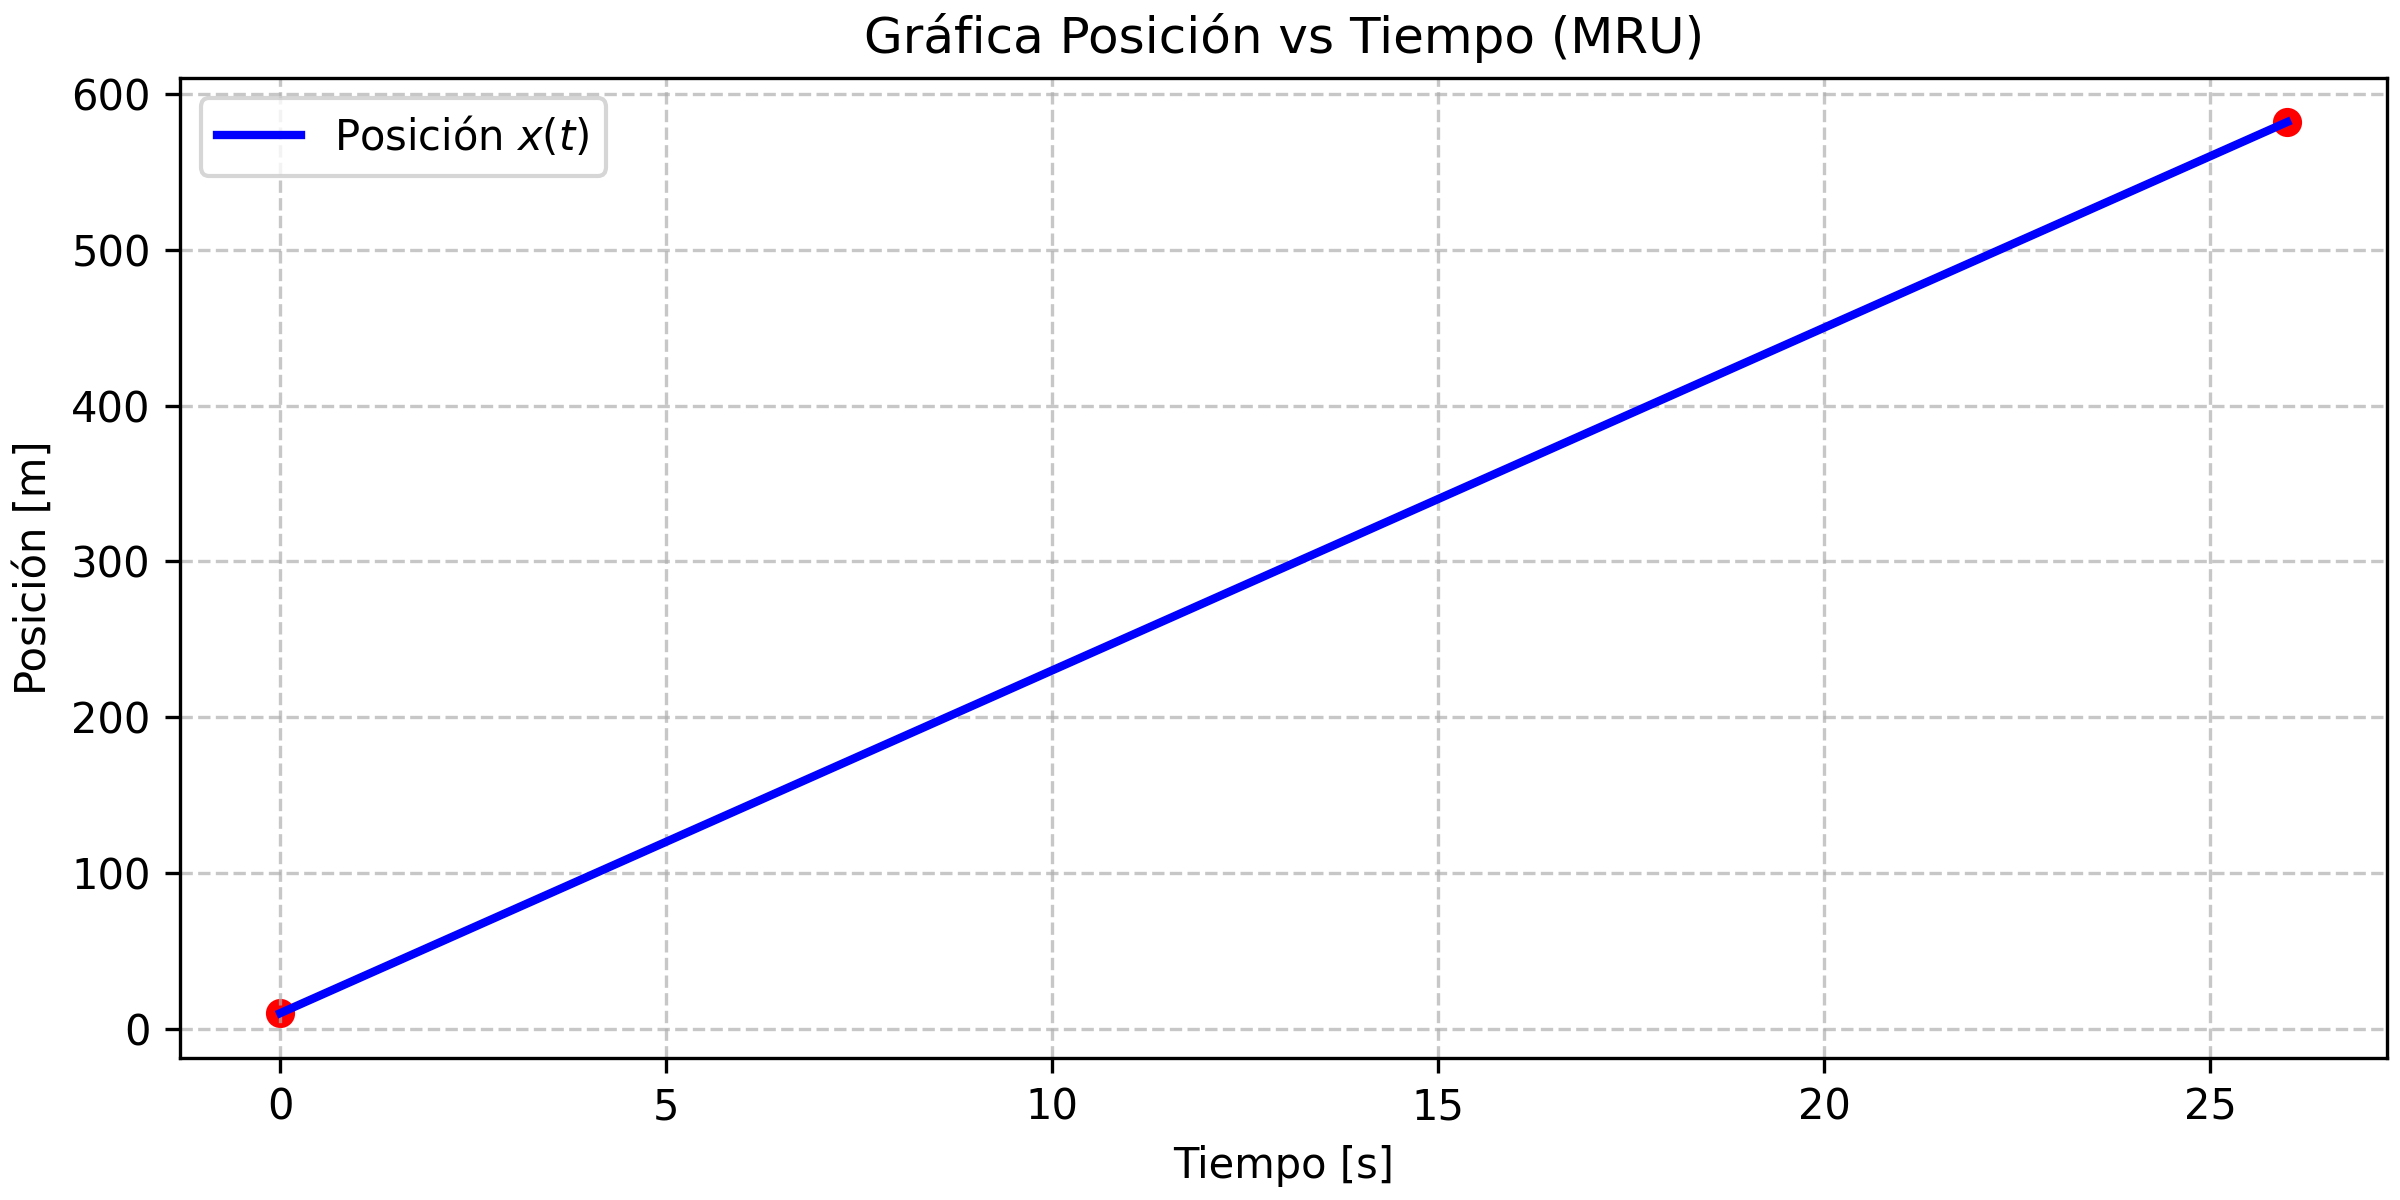 Gráfica Posición vs Tiempo (MRU)
Posición x(t)
Posición [m]
600
500
400
300
200
100
0
0 5 10 15 20 25
Tiempo [s]